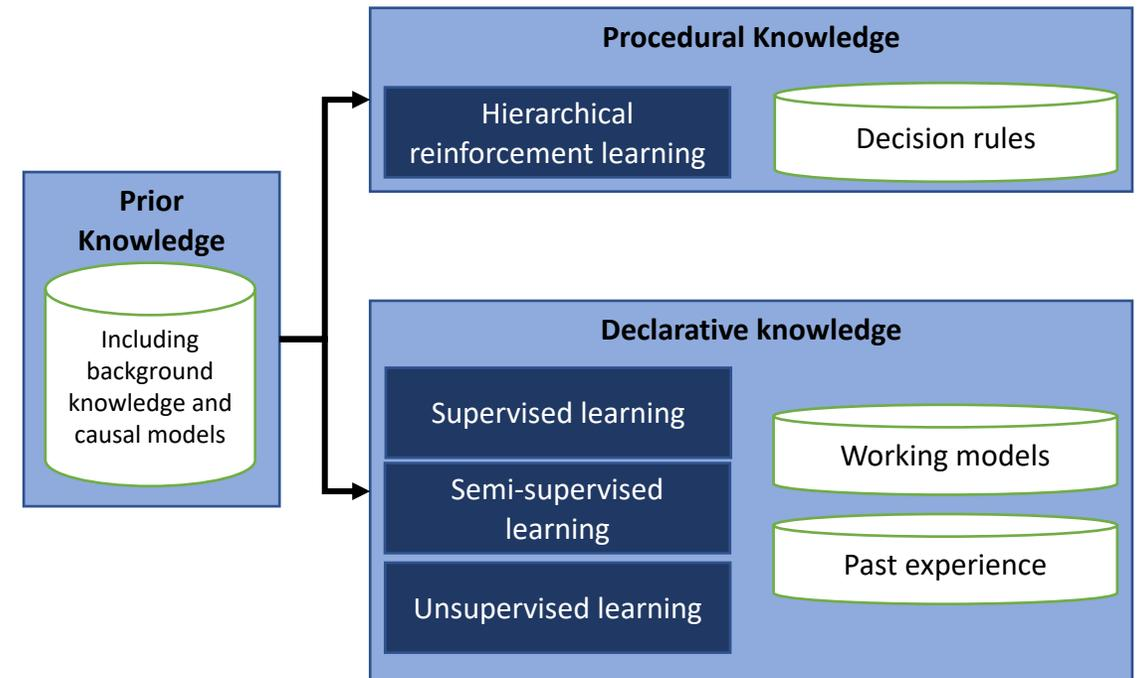 Procedural Knowledge
Hierarchical
reinforcement learning
Decision rules
Prior
Knowledge
Including
background
knowledge and
causal models
Declarative knowledge
Supervised learning
Semi-supervised
learning
Unsupervised learning
Working models
Past experience